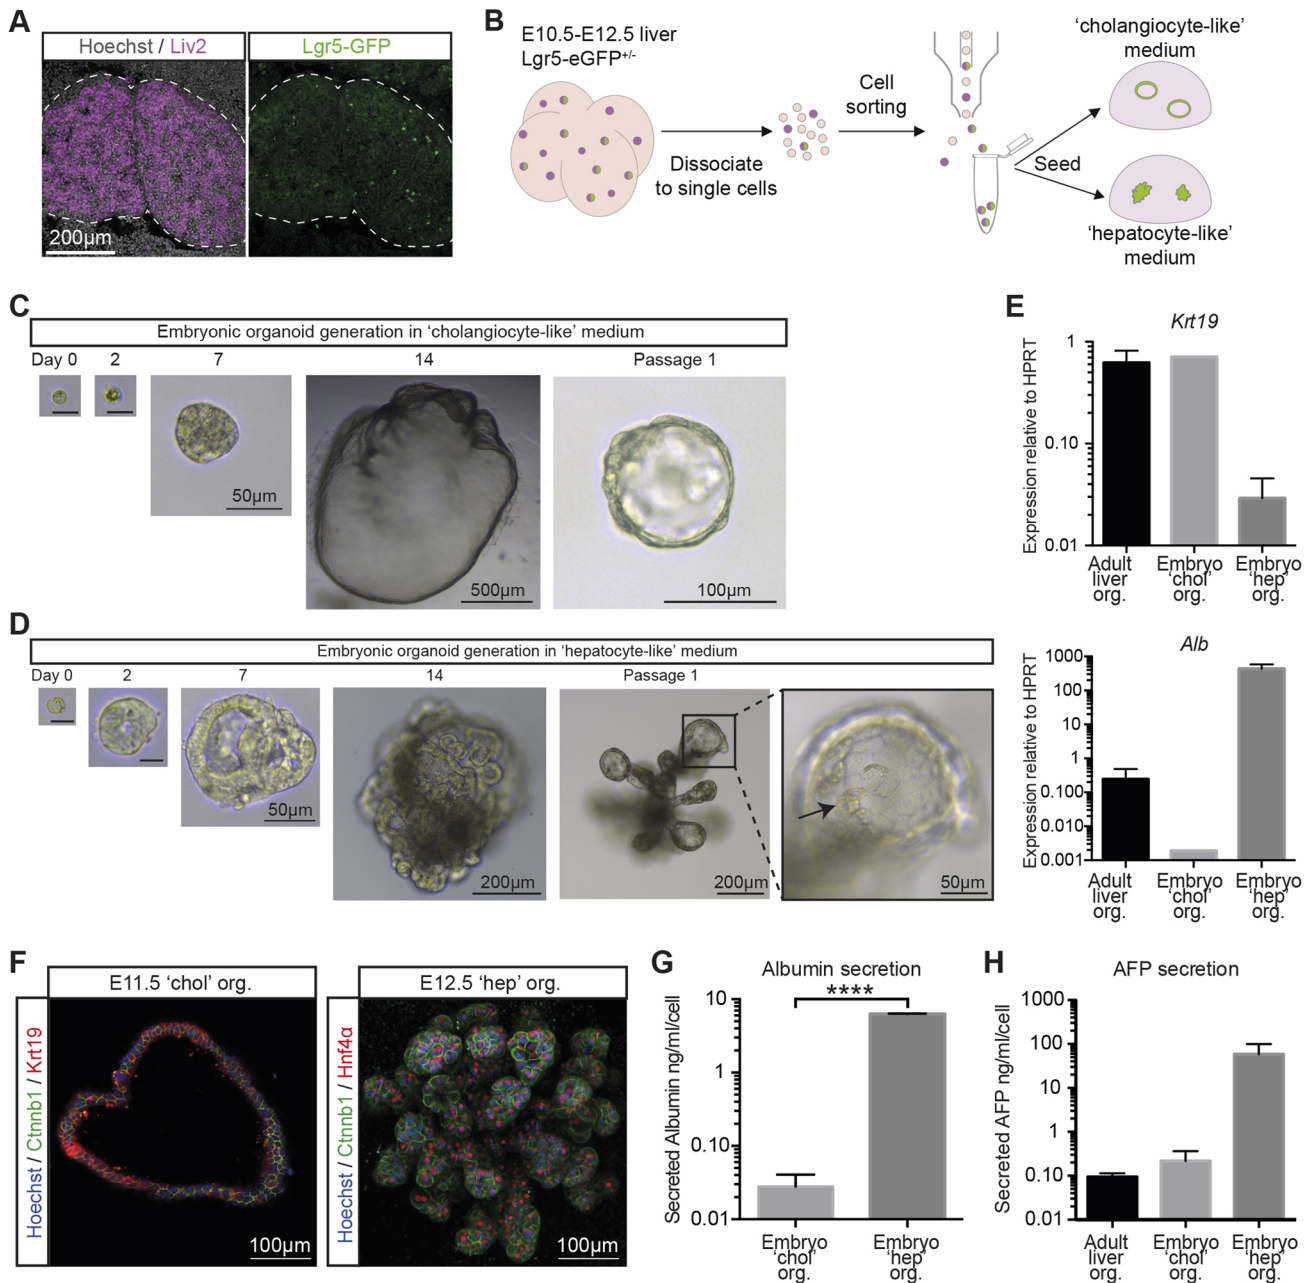 A
Hoechst / Liv2
Lgr5-GFP
200µm
B
E10.5-E12.5 liver
Lgr5-eGFP+/-
Dissociate
to single cells
Cell
sorting
Seed
‘cholangiocyte-like’
medium
‘hepatocyte-like’
medium
C
Embryonic organoid generation in ‘cholangiocyte-like’ medium
Day 0
2
7
14
Passage 1
50µm
500µm
100µm
D
Embryonic organoid generation in ‘hepatocyte-like’ medium
Day 0
2
7
14
Passage 1
50µm
200µm
200µm
50µm
E
Krt19
Expression relative to HPRT
1
0.10
0.01
Adult
liver
org.
Embryo
‘chol’
org.
Embryo
‘hep’
org.
Alb
Expression relative to HPRT
1000
100
10
1
0.100
0.010
0.001
Adult
liver
org.
Embryo
‘chol’
org.
Embryo
‘hep’
org.
F
E11.5 ‘chol’ org.
Hoechst / Ctnnb1 / Krt19
100µm
E12.5 ‘hep’ org.
Hoechst / Ctnnb1 / Hnf4α
100µm
G
Albumin secretion
****
Secreted Albumin ng/ml/cell
10
1
0.10
0.01
Embryo
‘chol’
org.
Embryo
‘hep’
org.
H
AFP secretion
Secreted AFP ng/ml/cell
1000
100
10
1
0.10
0.01
Adult
liver
org.
Embryo
‘chol’
org.
Embryo
‘hep’
org.